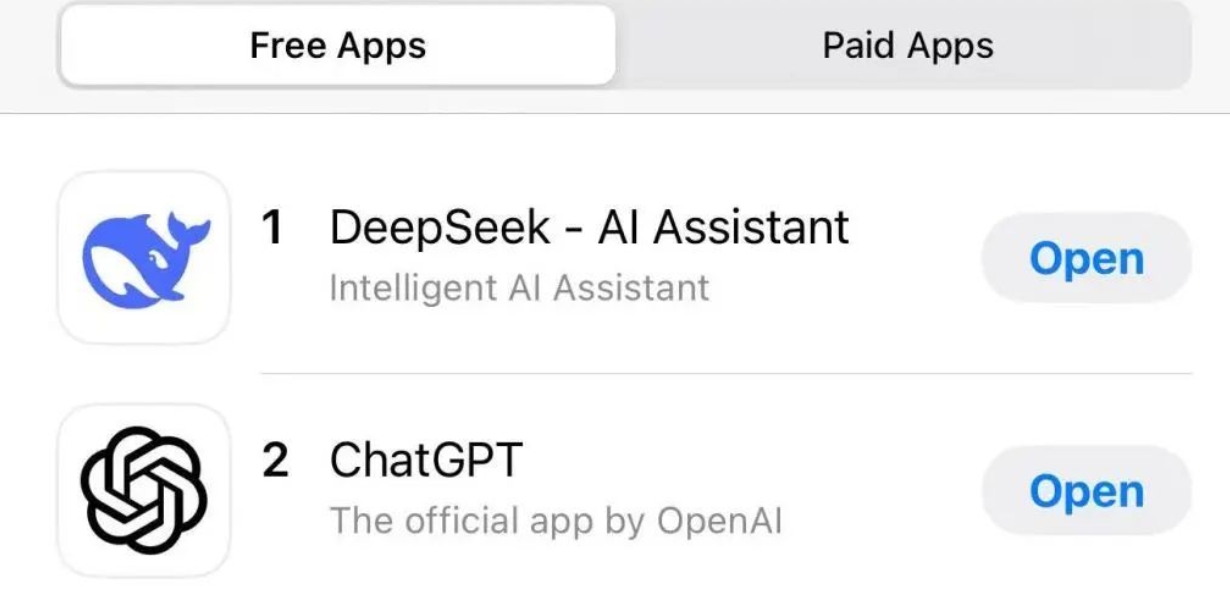 Free Apps Paid Apps
1 DeepSeek - AI Assistant
Intelligent AI Assistant
Open
2 ChatGPT
The official app by OpenAI
Open